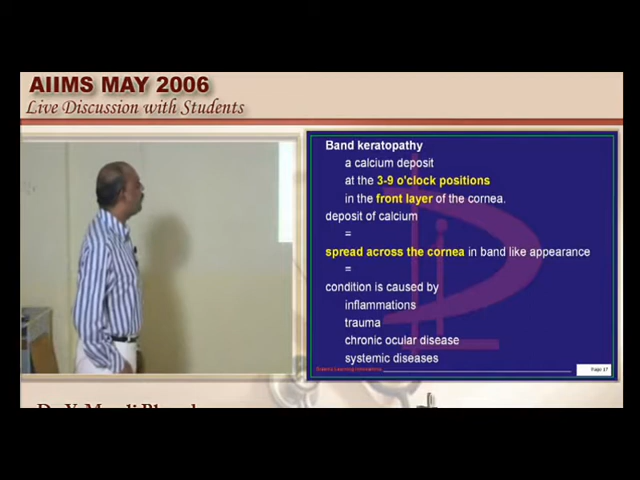 AIIMS MAY 2006
Live Discussion with Students
Band keratopathy
a calcium deposit
at the 3-9 o'clock positions
in the front layer of the cornea.
deposit of calcium
=
spread across the cornea in band like appearance
=
condition is caused by
inflammations
trauma
chronic ocular disease
systemic diseases
Page 17